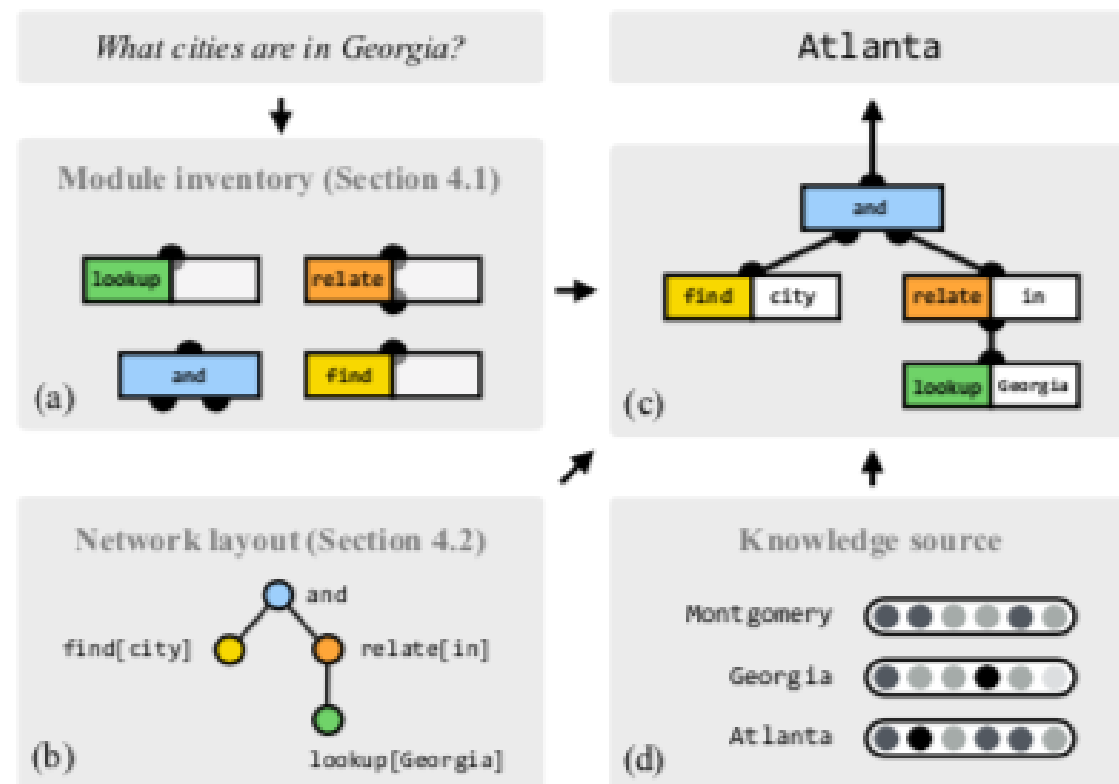 What cities are in Georgia?
Module inventory (Section 4.1)
lookup
relate
and
find
(a)
Network layout (Section 4.2)
and
find[city]
relate[in]
lookup[Georgia]
(b)
Atlanta
and
find city
relate in
lookup Georgia
(c)
Knowledge source
Montgomery
Georgia
Atlanta
(d)